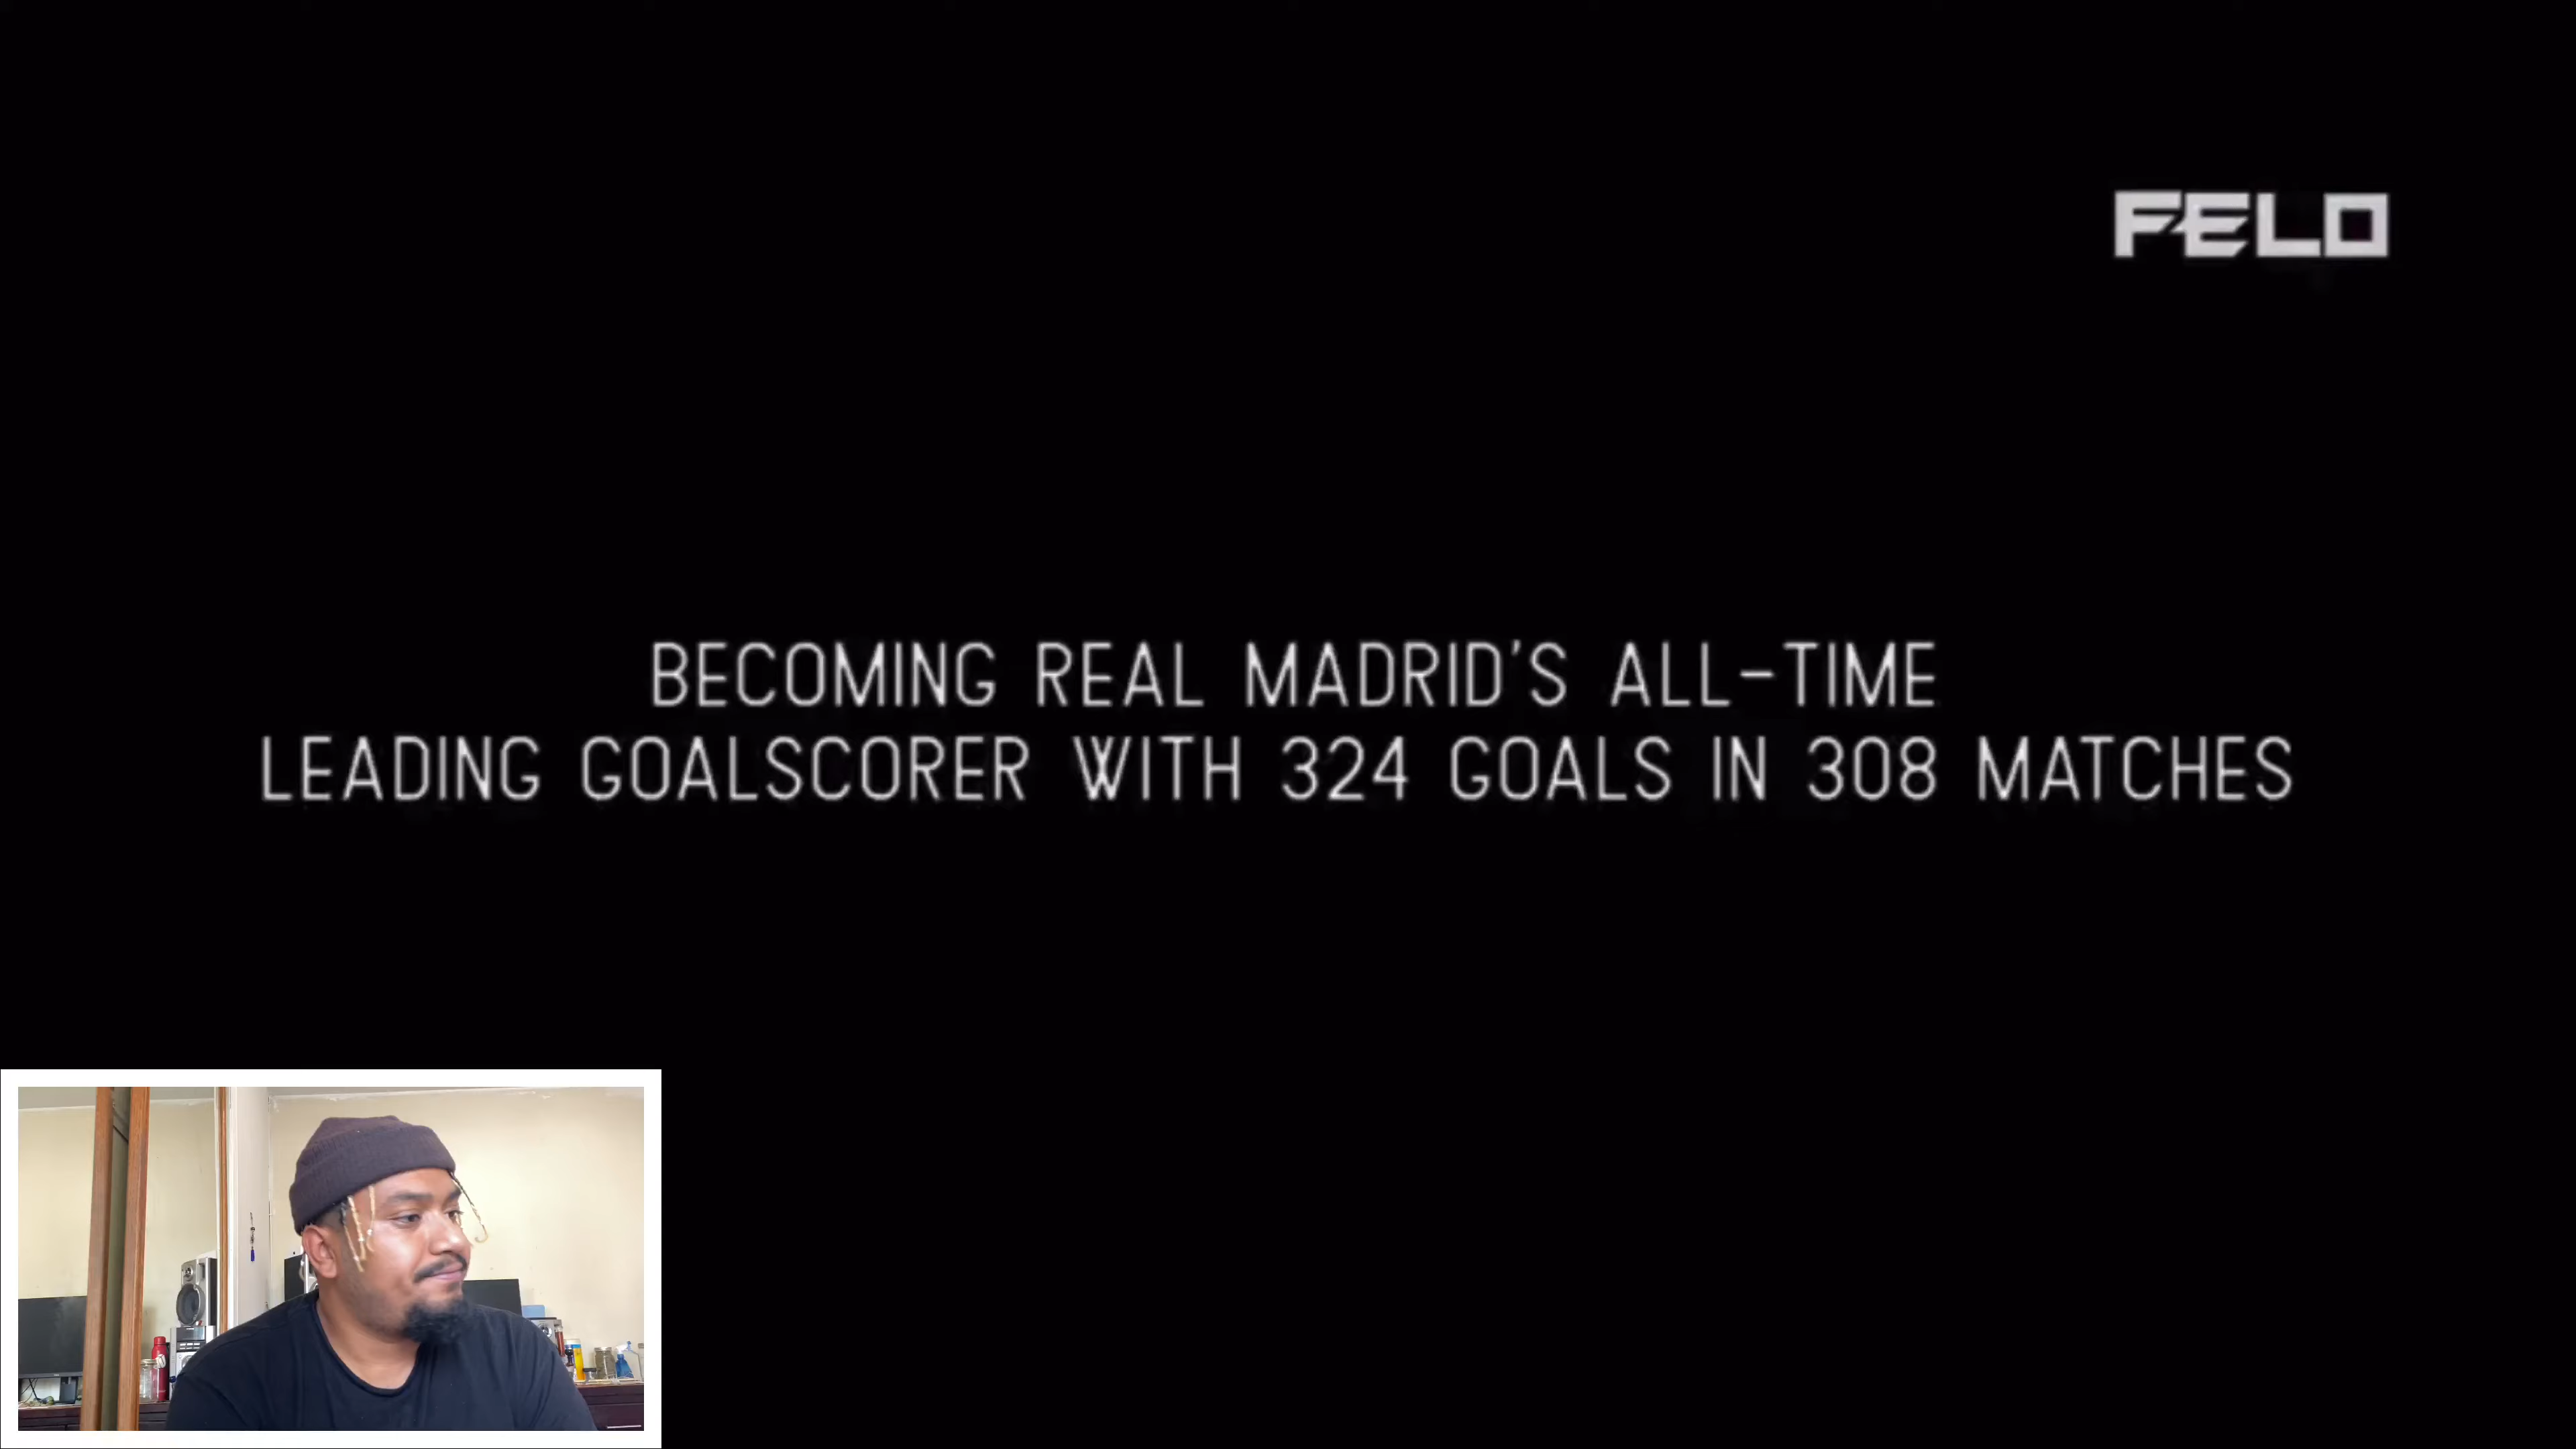 FELO
BECOMING REAL MADRID'S ALL-TIME
LEADING GOALSCORER WITH 324 GOALS IN 308 MATCHES